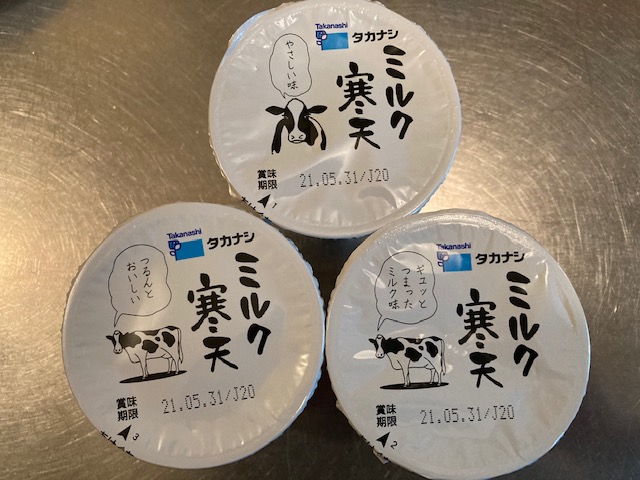 Takanashi
タカナシ
やさしい味
ミルク
寒天
賞味
期限
21.05.31/J20
1
Takanashi
タカナシ
つるんと
おいしい
ミルク
寒天
賞味
期限
21.05.31/J20
3
Takanashi
タカナシ
ギュッと
つまった
ミルク味
ミルク
寒天
賞味
期限
21.05.31/J20
2